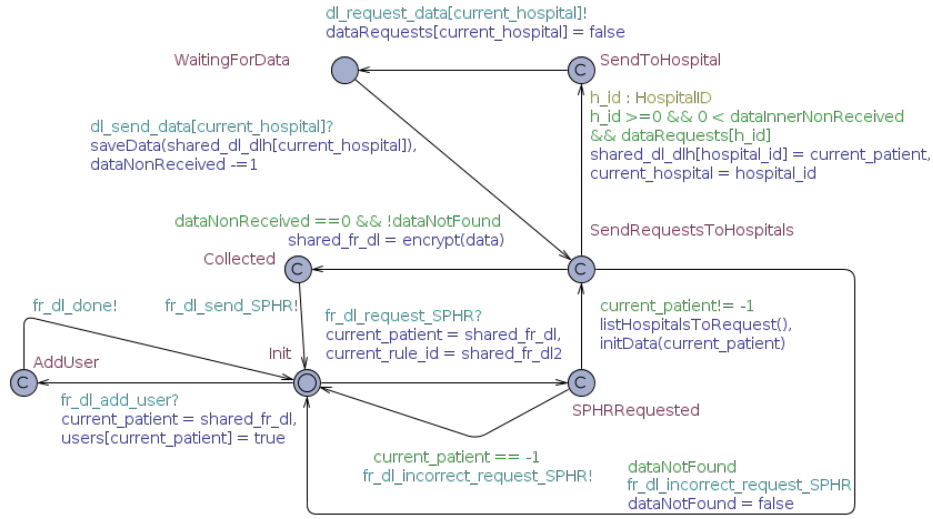 dl_request_data[current_hospital]!
dataRequests[current_hospital] = false
WaitingForData
SendToHospital
C
h_id : HospitalID
h_id >=0 && 0 < dataInnerNonReceived
&& dataRequests[h_id]
shared_dl_dlh[hospital_id] = current_patient,
current_hospital = hospital_id
dl_send_data[current_hospital]?
saveData(shared_dl_dlh[current_hospital]),
dataNonReceived -=1
dataNonReceived ==0 && !dataNotFound
shared_fr_dl = encrypt(data)
SendRequestsToHospitals
Collected
C
C
fr_dl_done!
fr_dl_send_SPHR!
fr_dl_request_SPHR?
current_patient = shared_fr_dl,
current_rule_id = shared_fr_dl2
current_patient!= -1
listHospitalsToRequest(),
initData(current_patient)
AddUser
Init
C
C
SPHRRequested
fr_dl_add_user?
current_patient = shared_fr_dl,
users[current_patient] = true
current_patient == -1
fr_dl_incorrect_request_SPHR!
dataNotFound
fr_dl_incorrect_request_SPHR
dataNotFound = false